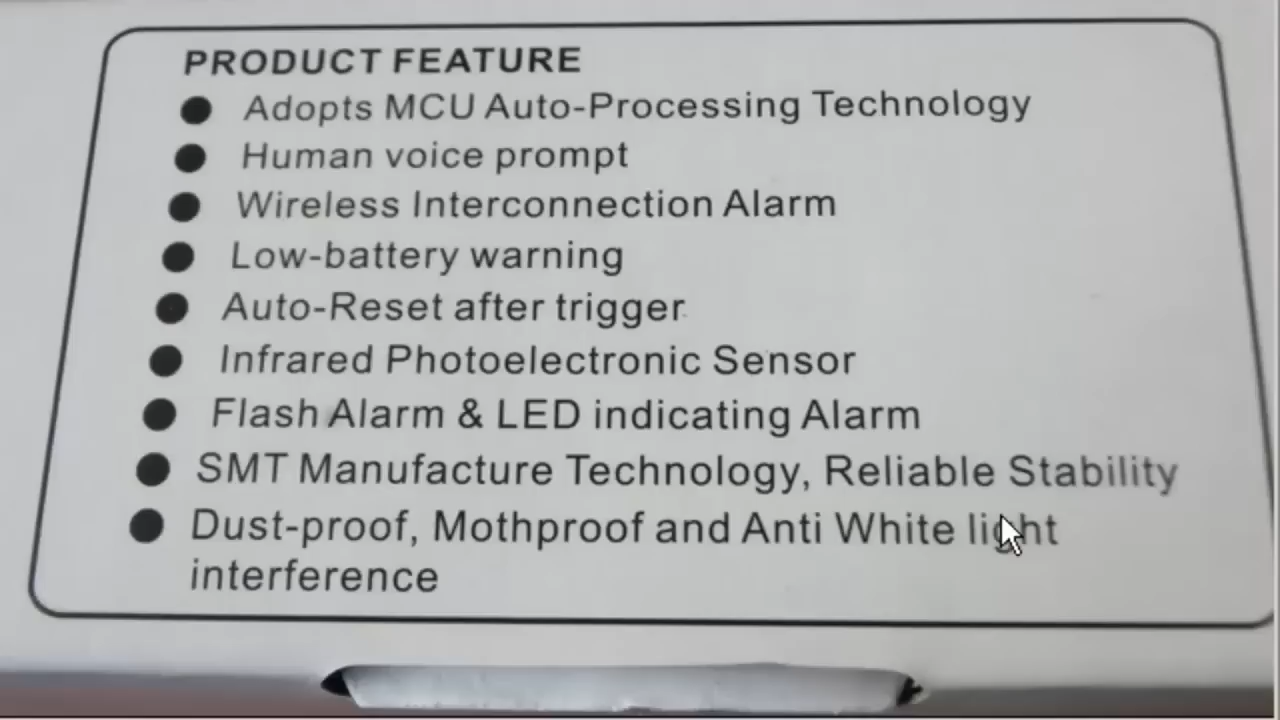 PRODUCT FEATURE
● Adopts MCU Auto-Processing Technology
● Human voice prompt
● Wireless Interconnection Alarm
● Low-battery warning
● Auto-Reset after trigger
● Infrared Photoelectronic Sensor
● Flash Alarm & LED indicating Alarm
● SMT Manufacture Technology, Reliable Stability
● Dust-proof, Mothproof and Anti White light
interference